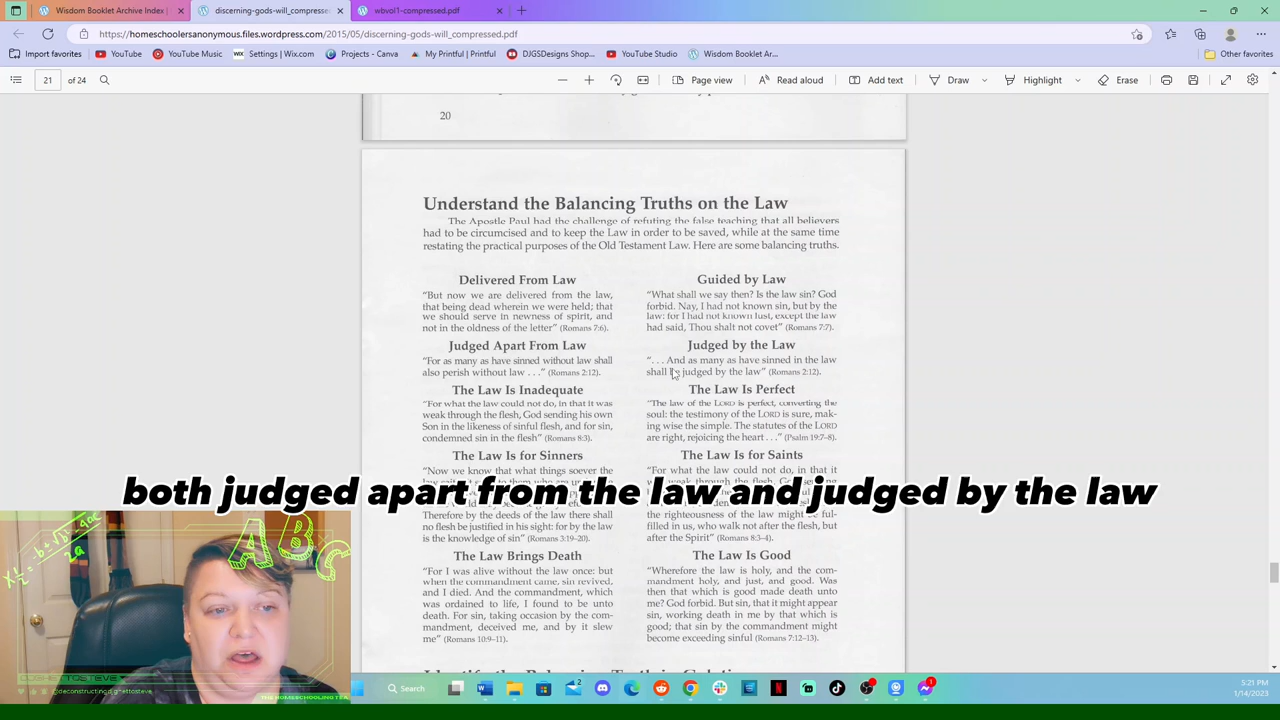 Wisdom Booklet Archive Index |
discerning-gods-will_compresse
wbvol1-compressed.pdf
https://homeschoolersanonymous.files.wordpress.com/2015/05/discerning-gods-will_compressed.pdf
Import favorites
YouTube
YouTube Music
Settings | Wix.com
Projects - Canva
My Printful | Printful
DJGSDesigns Shop...
YouTube Studio
Wisdom Booklet Ar...
Other favorites
21 of 24
Page view
Read aloud
Add text
Draw
Highlight
Erase
20
Understand the Balancing Truths on the Law
The Apostle Paul had the challenge of refuting the false teaching that all believers
had to be circumcised and to keep the Law in order to be saved, while at the same time
restating the practical purposes of the Old Testament Law. Here are some balancing truths.
Delivered From Law
“But now we are delivered from the law,
that being dead wherein we were held; that
we should serve in newness of spirit, and
not in the oldness of the letter” (Romans 7:6).
Judged Apart From Law
“For as many as have sinned without law shall
also perish without law . . .” (Romans 2:12).
The Law Is Inadequate
“For what the law could not do, in that it was
weak through the flesh, God sending his own
Son in the likeness of sinful flesh, and for sin,
condemned sin in the flesh” (Romans 8:3).
The Law Is for Sinners
“Now we know that what things soever the
no flesh be justified in his sight: for by the law
is the knowledge of sin” (Romans 3:19–20).
The Law Brings Death
“For I was alive without the law once: but
when the commandment came, sin revived,
and I died. And the commandment, which
was ordained to life, I found to be unto
death. For sin, taking occasion by the com-
mandment, deceived me, and by it slew
me” (Romans 10:9–11).
Guided by Law
“What shall we say then? Is the law sin? God
forbid. Nay, I had not known sin, but by the
law: for I had not known lust, except the law
had said, Thou shalt not covet” (Romans 7:7).
Judged by the Law
“. . . And as many as have sinned in the law
shall be judged by the law” (Romans 2:12).
The Law Is Perfect
“The law of the LORD is perfect, converting the
soul: the testimony of the LORD is sure, mak-
ing wise the simple. The statutes of the LORD
are right, rejoicing the heart . . .” (Psalm 19:7–8).
The Law Is for Saints
“For what the law could not do, in that it
the righteousness of the law might be ful-
filled in us, who walk not after the flesh, but
after the Spirit” (Romans 8:3–4).
The Law Is Good
“Wherefore the law is holy, and the com-
mandment holy, and just, and good. Was
then that which is good made death unto
me? God forbid. But sin, that it might appear
sin, working death in me by that which is
good; that sin by the commandment might
become exceeding sinful (Romans 7:12–13).
both judged apart from the law and judged by the law
A B C
2a
Search
2
1
5:21 PM
1/14/2023